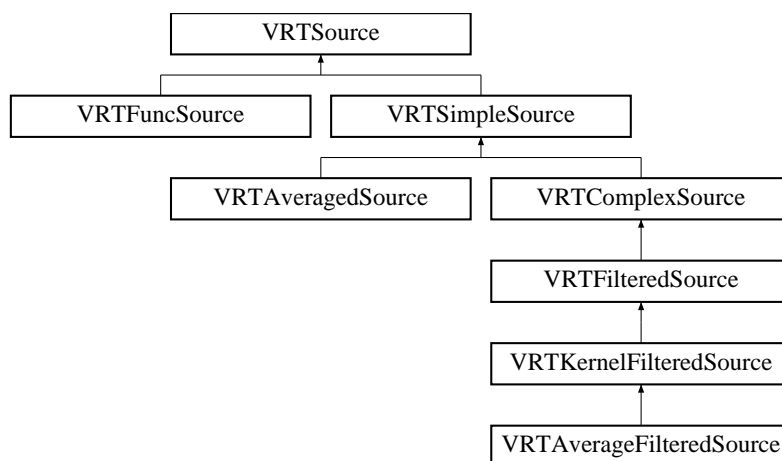 VRTSource
VRTFuncSource
VRTSimpleSource
VRTAveragedSource
VRTComplexSource
VRTFilteredSource
VRTKernelFilteredSource
VRTAverageFilteredSource